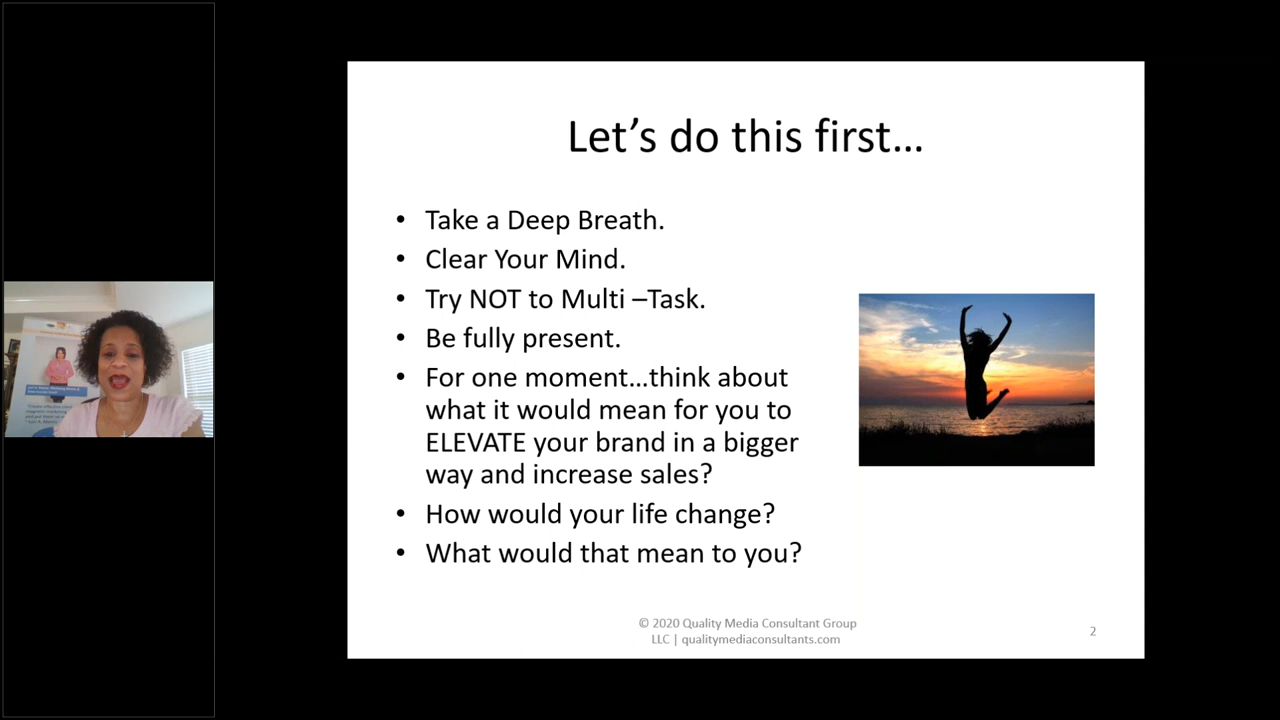 Let’s do this first...
• Take a Deep Breath.
• Clear Your Mind.
• Try NOT to Multi –Task.
• Be fully present.
• For one moment...think about
what it would mean for you to
ELEVATE your brand in a bigger
way and increase sales?
• How would your life change?
• What would that mean to you?
© 2020 Quality Media Consultant Group
LLC | qualitymediaconsultants.com
2